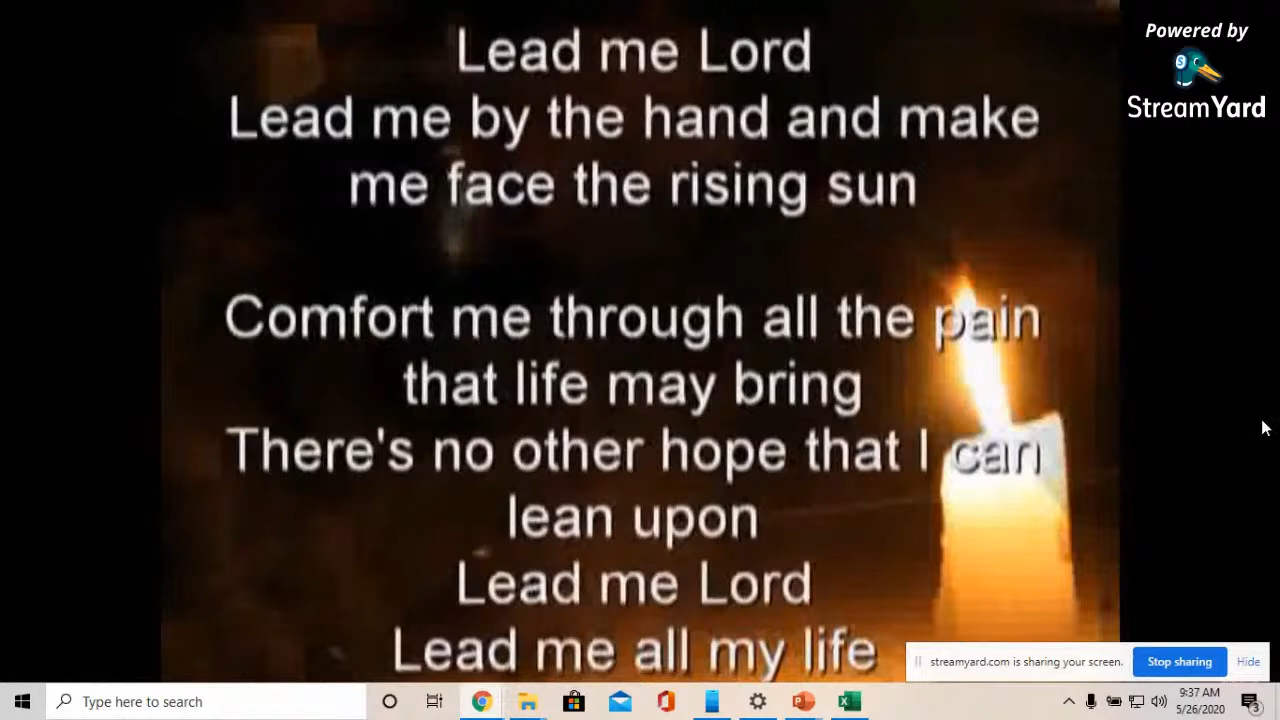 Lead me Lord
Lead me by the hand and make
me face the rising sun
Comfort me through all the pain
that life may bring
There's no other hope that I can
lean upon
Lead me Lord
Lead me all my life
Powered by
StreamYard
streamyard.com is sharing your screen.
Stop sharing
Hide
Type here to search
9:37 AM
5/26/2020
3